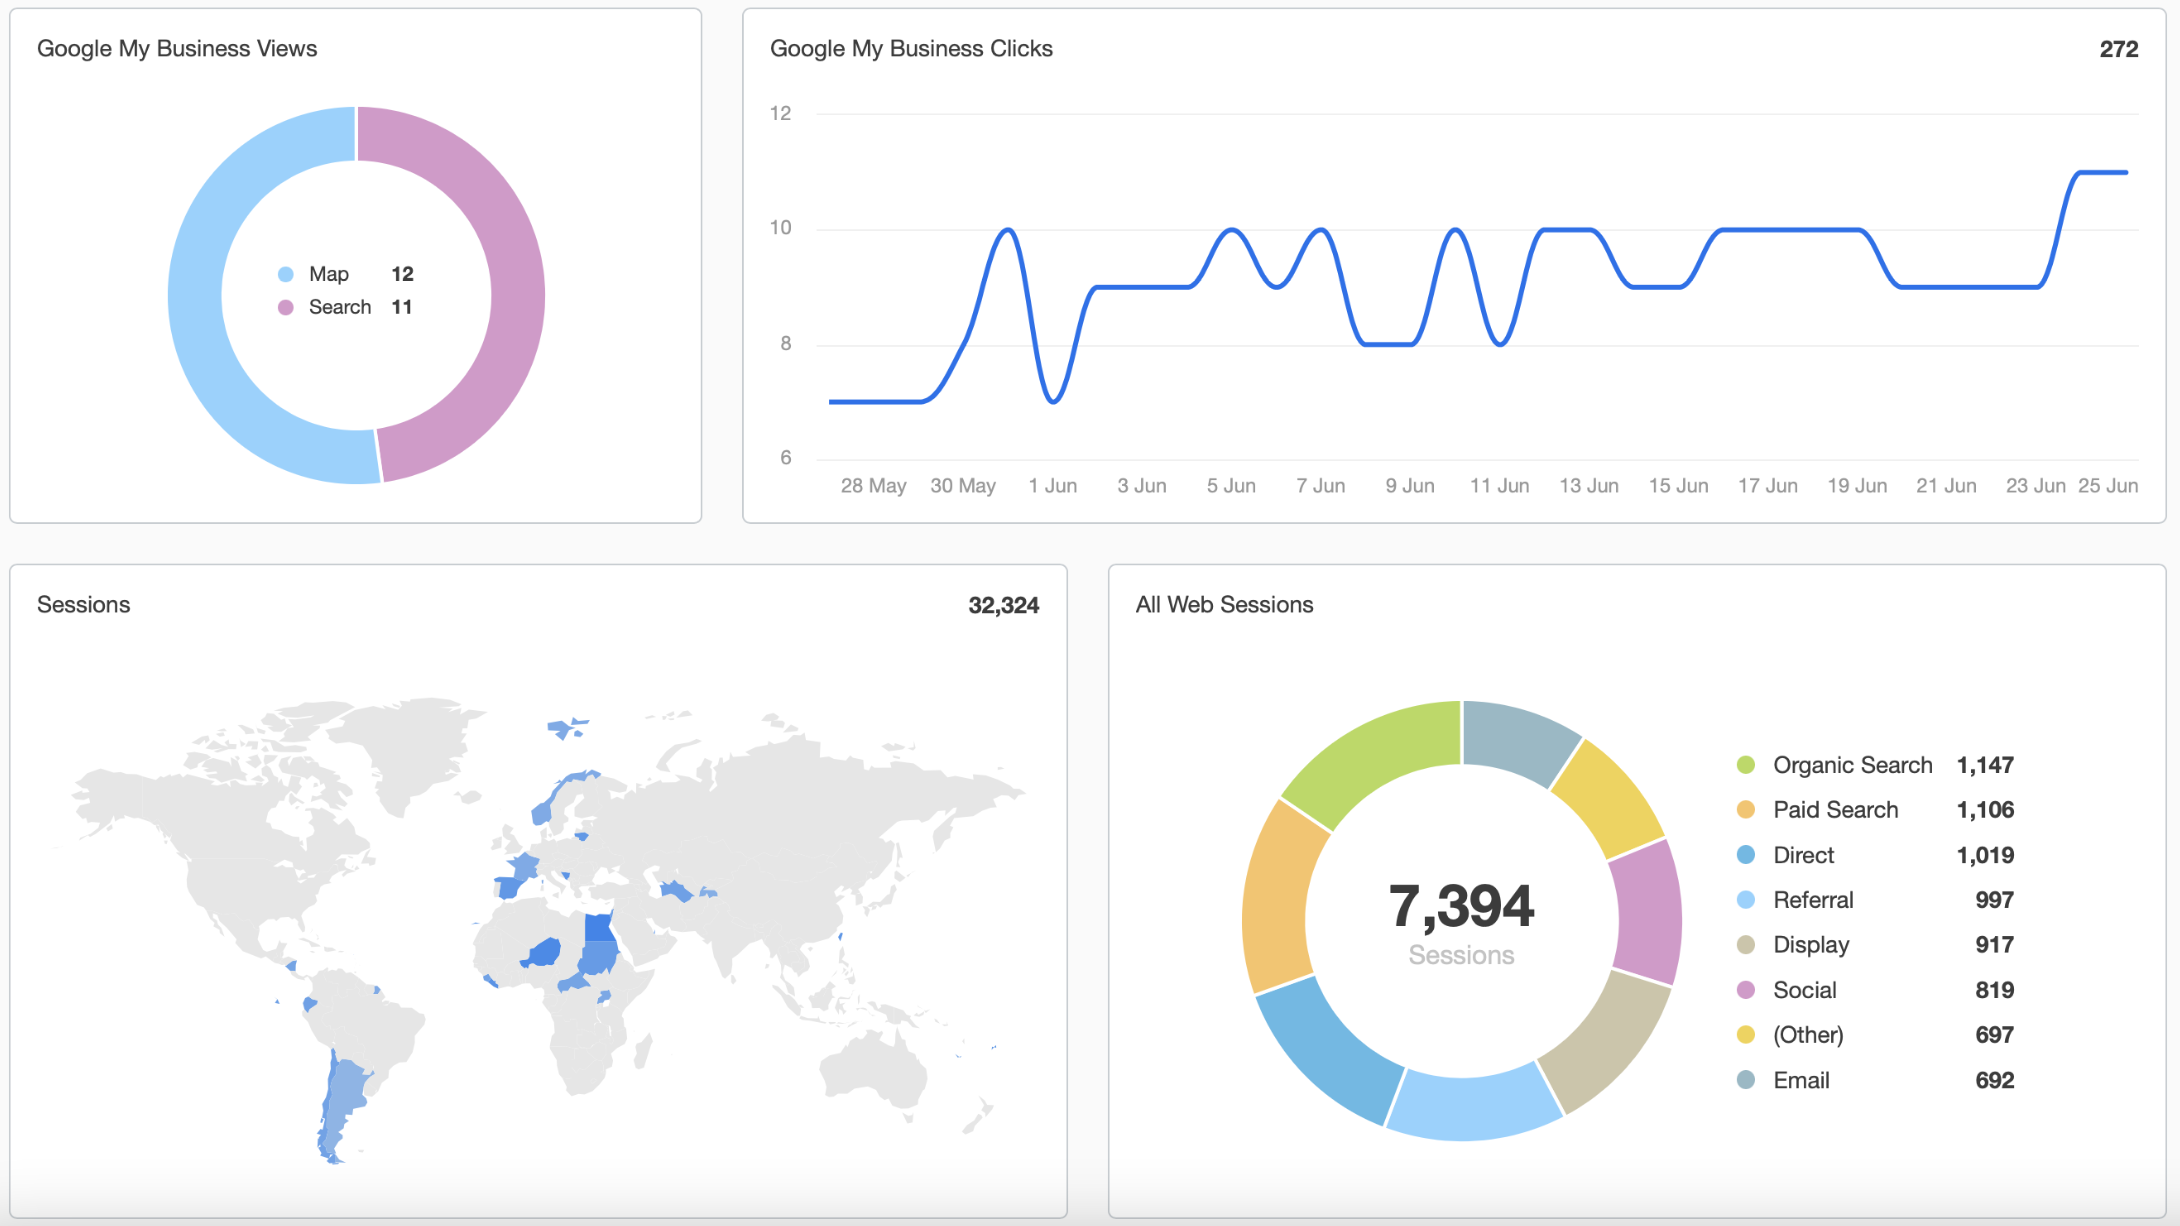 Google My Business Views
Map 12
Search 11
Google My Business Clicks 272
12
10
8
6
28 May 30 May 1 Jun 3 Jun 5 Jun 7 Jun 9 Jun 11 Jun 13 Jun 15 Jun 17 Jun 19 Jun 21 Jun 23 Jun 25 Jun
Sessions 32,324
All Web Sessions
7,394
Sessions
Organic Search 1,147
Paid Search 1,106
Direct 1,019
Referral 997
Display 917
Social 819
(Other) 697
Email 692